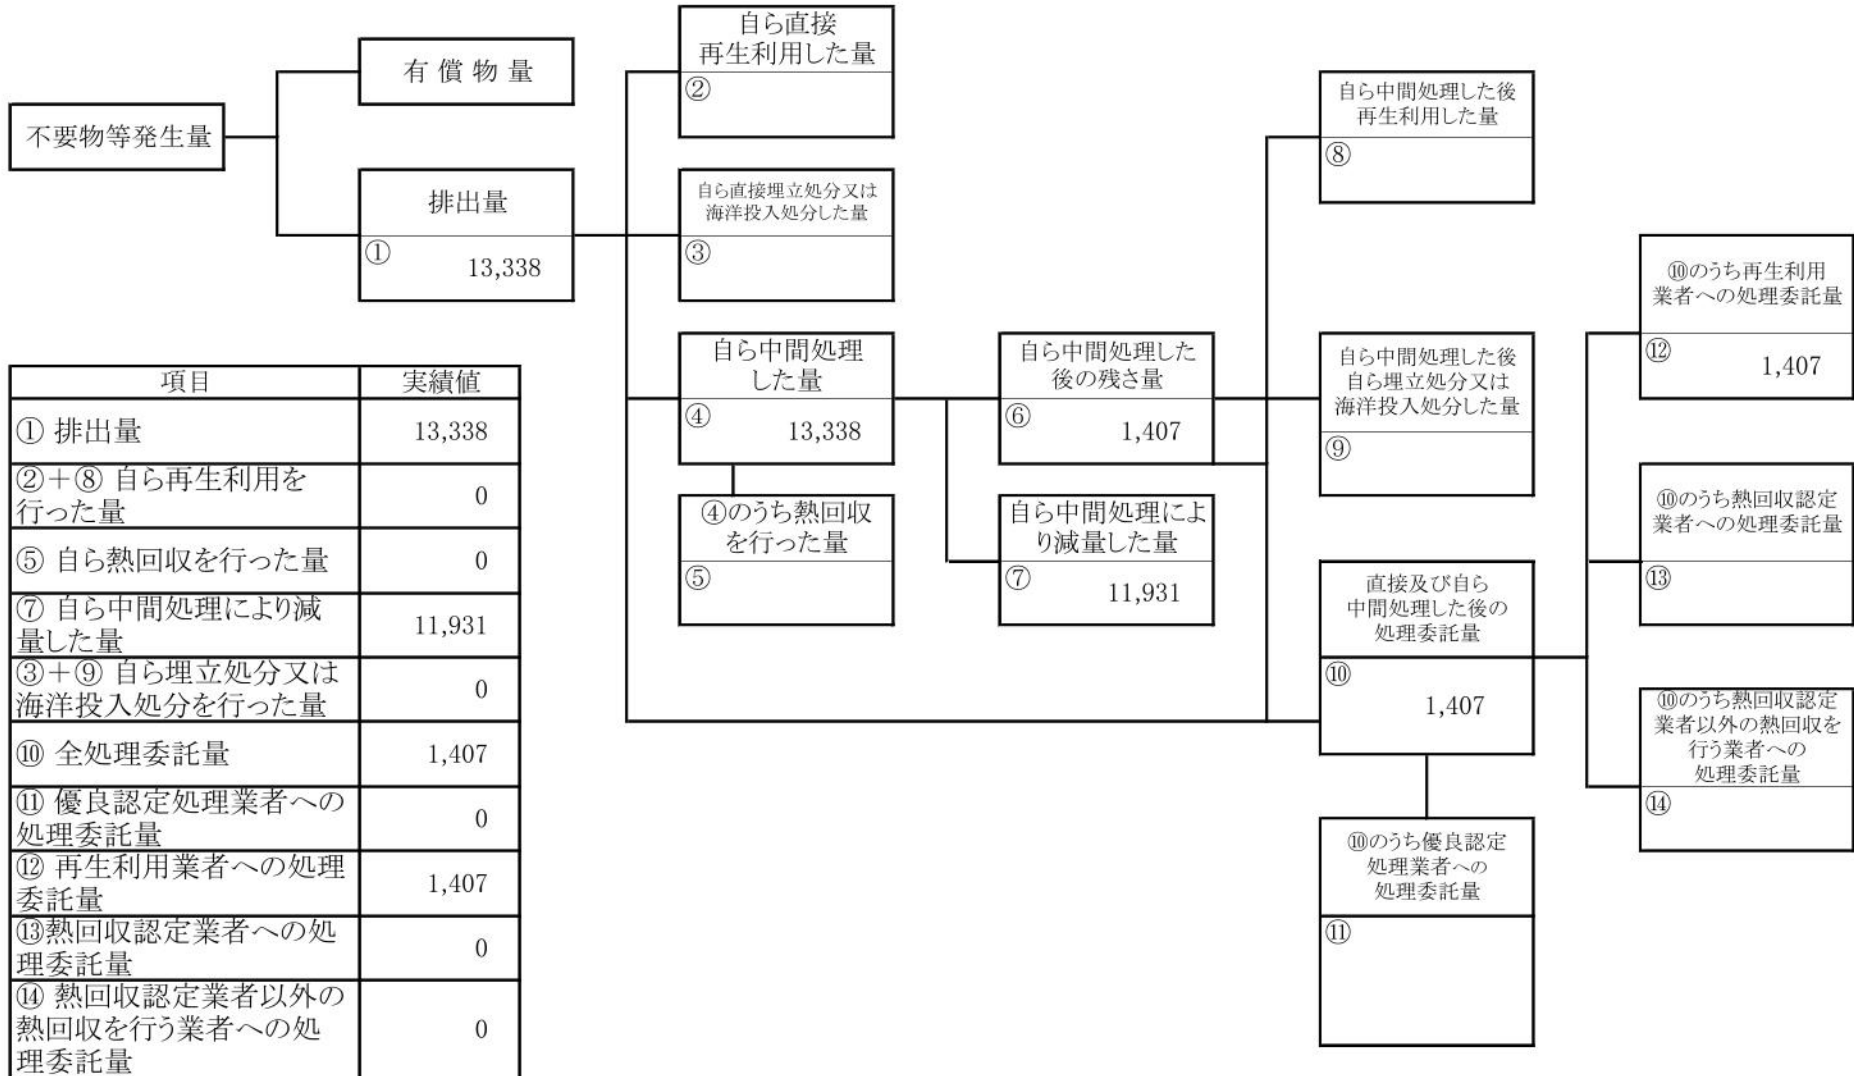 不要物等発生量
有償物量
排出量
①
13,338
自ら直接
再生利用した量
②
自ら直接埋立処分又は
海洋投入処分した量
③
自ら中間処理
した量
④
13,338
④のうち熱回収
を行った量
⑤
自ら中間処理した
後の残さ量
⑥
1,407
自ら中間処理によ
り減量した量
⑦
11,931
自ら中間処理した後
再生利用した量
⑧
自ら中間処理した後
自ら埋立処分又は
海洋投入処分した量
⑨
直接及び自ら
中間処理した後の
処理委託量
⑩
1,407
⑩のうち優良認定
処理業者への
処理委託量
⑪
⑩のうち再生利用
業者への処理委託量
⑫
1,407
⑩のうち熱回収認定
業者への処理委託量
⑬
⑩のうち熱回収認定
業者以外の熱回収を
行う業者への
処理委託量
⑭
項目 実績値
① 排出量 13,338
②+⑧ 自ら再生利用を
行った量 0
⑤ 自ら熱回収を行った量 0
⑦ 自ら中間処理により減
量した量 11,931
③+⑨ 自ら埋立処分又は
海洋投入処分を行った量 0
⑩ 全処理委託量 1,407
⑪ 優良認定処理業者への
処理委託量 0
⑫ 再生利用業者への処理
委託量 1,407
⑬熱回収認定業者への処
理委託量 0
⑭ 熱回収認定業者以外の
熱回収を行う業者への処 0
理委託量